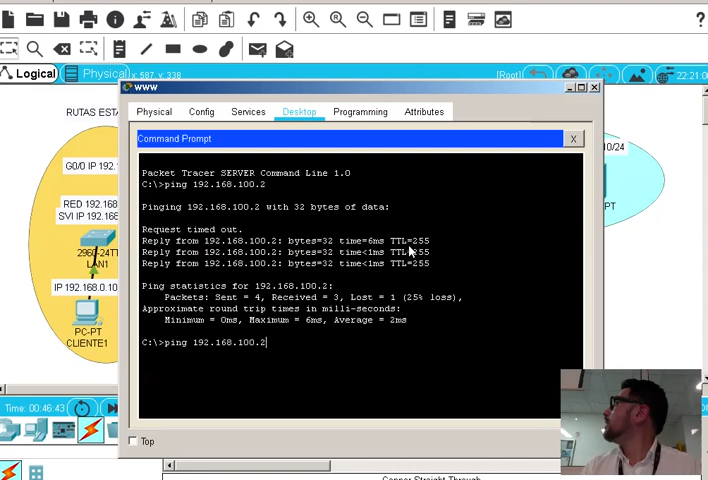 Logical
Physical
x: 587, y: 338
[Root]
22:21:0
RUTAS ESTA
G0/0 IP 192.
RED 192.168
SVI IP 192.168
2960-24TT
LAN1
IP 192.168.0.10
PC-PT
CLIENTE1
10/24
PT
WWW
Physical
Config
Services
Desktop
Programming
Attributes
Command Prompt
X
Packet Tracer SERVER Command Line 1.0
C:\>ping 192.168.100.2
Pinging 192.168.100.2 with 32 bytes of data:
Request timed out.
Reply from 192.168.100.2: bytes=32 time=6ms TTL=255
Reply from 192.168.100.2: bytes=32 time<1ms TTL=255
Reply from 192.168.100.2: bytes=32 time<1ms TTL=255
Ping statistics for 192.168.100.2:
Packets: Sent = 4, Received = 3, Lost = 1 (25% loss),
Approximate round trip times in milli-seconds:
Minimum = 0ms, Maximum = 6ms, Average = 2ms
C:\>ping 192.168.100.2
Top
Time: 00:46:43
Copper Straight-Through